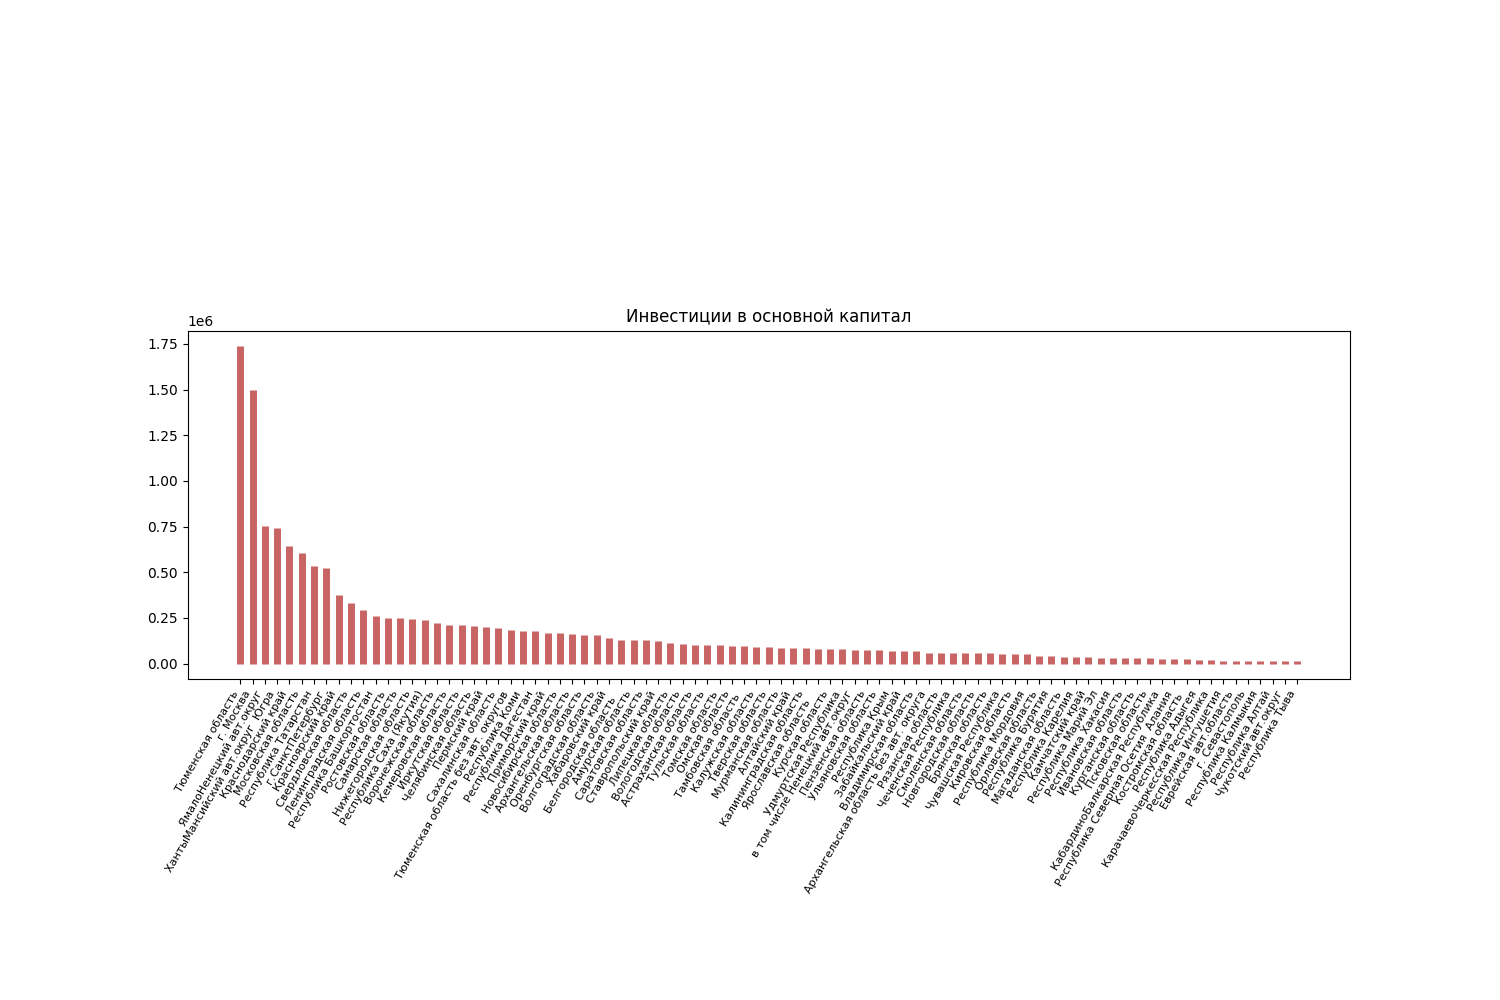 Инвестиции в основной капитал
1e6
1.75
1.50
1.25
1.00
0.75
0.50
0.25
0.00
Тюменская область
г. Москва
ЯмалоНенецкий авт. округ
ХантыМансийский авт. округ Югра
Краснодарский край
Московская область
Республика Татарстан
г. СанктПетербург
Красноярский край
Свердловская область
Ленинградская область
Республика Башкортостан
Ростовская область
Самарская область
Нижегородская область
Республика Саха (Якутия)
Воронежская область
Кемеровская область
Иркутская область
Челябинская область
Пермский край
Сахалинская область
Тюменская область без авт. округов
Республика Коми
Республика Дагестан
Приморский край
Новосибирская область
Архангельская область
Оренбургская область
Волгоградская область
Хабаровский край
Белгородская область
Амурская область
Саратовская область
Ставропольский край
Липецкая область
Вологодская область
Астраханская область
Тульская область
Томская область
Омская область
Тамбовская область
Калужская область
Тверская область
Мурманская область
Алтайский край
Калининградская область
Ярославская область
Курская область
Удмуртская Республика
в том числе Ненецкий авт. округ
Пензенская область
Ульяновская область
Республика Крым
Забайкальский край
Владимирская область
Архангельская область без авт. округа
Рязанская область
Чеченская Республика
Смоленская область
Новгородская область
Брянская область
Кировская область
Чувашская Республика
Республика Мордовия
Орловская область
Республика Бурятия
Магаданская область
Республика Карелия
Камчатский край
Республика Марий Эл
Республика Хакасия
Ивановская область
Курганская область
Псковская область
КабардиноБалкарская Республика
Республика Северная Осетия Алания
Костромская область
Республика Адыгея
КарачаевоЧеркесская Республика
Республика Ингушетия
Еврейская авт. область
г. Севастополь
Республика Калмыкия
Республика Алтай
Чукотский авт. округ
Республика Тыва